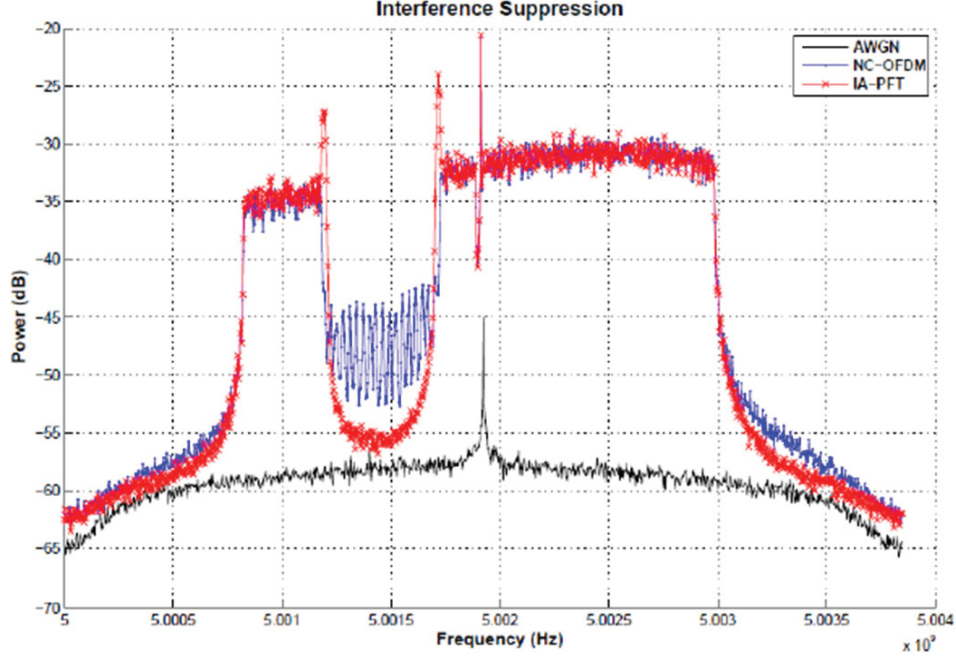 Interference Suppression
AWGN
NC-OFDM
IA-PFT
Power (dB)
−20
−25
−30
−35
−40
−45
−50
−55
−60
−65
−70
5 5.0005 5.001 5.0015 5.002 5.0025 5.003 5.0035 5.004
Frequency (Hz)
x 10⁹